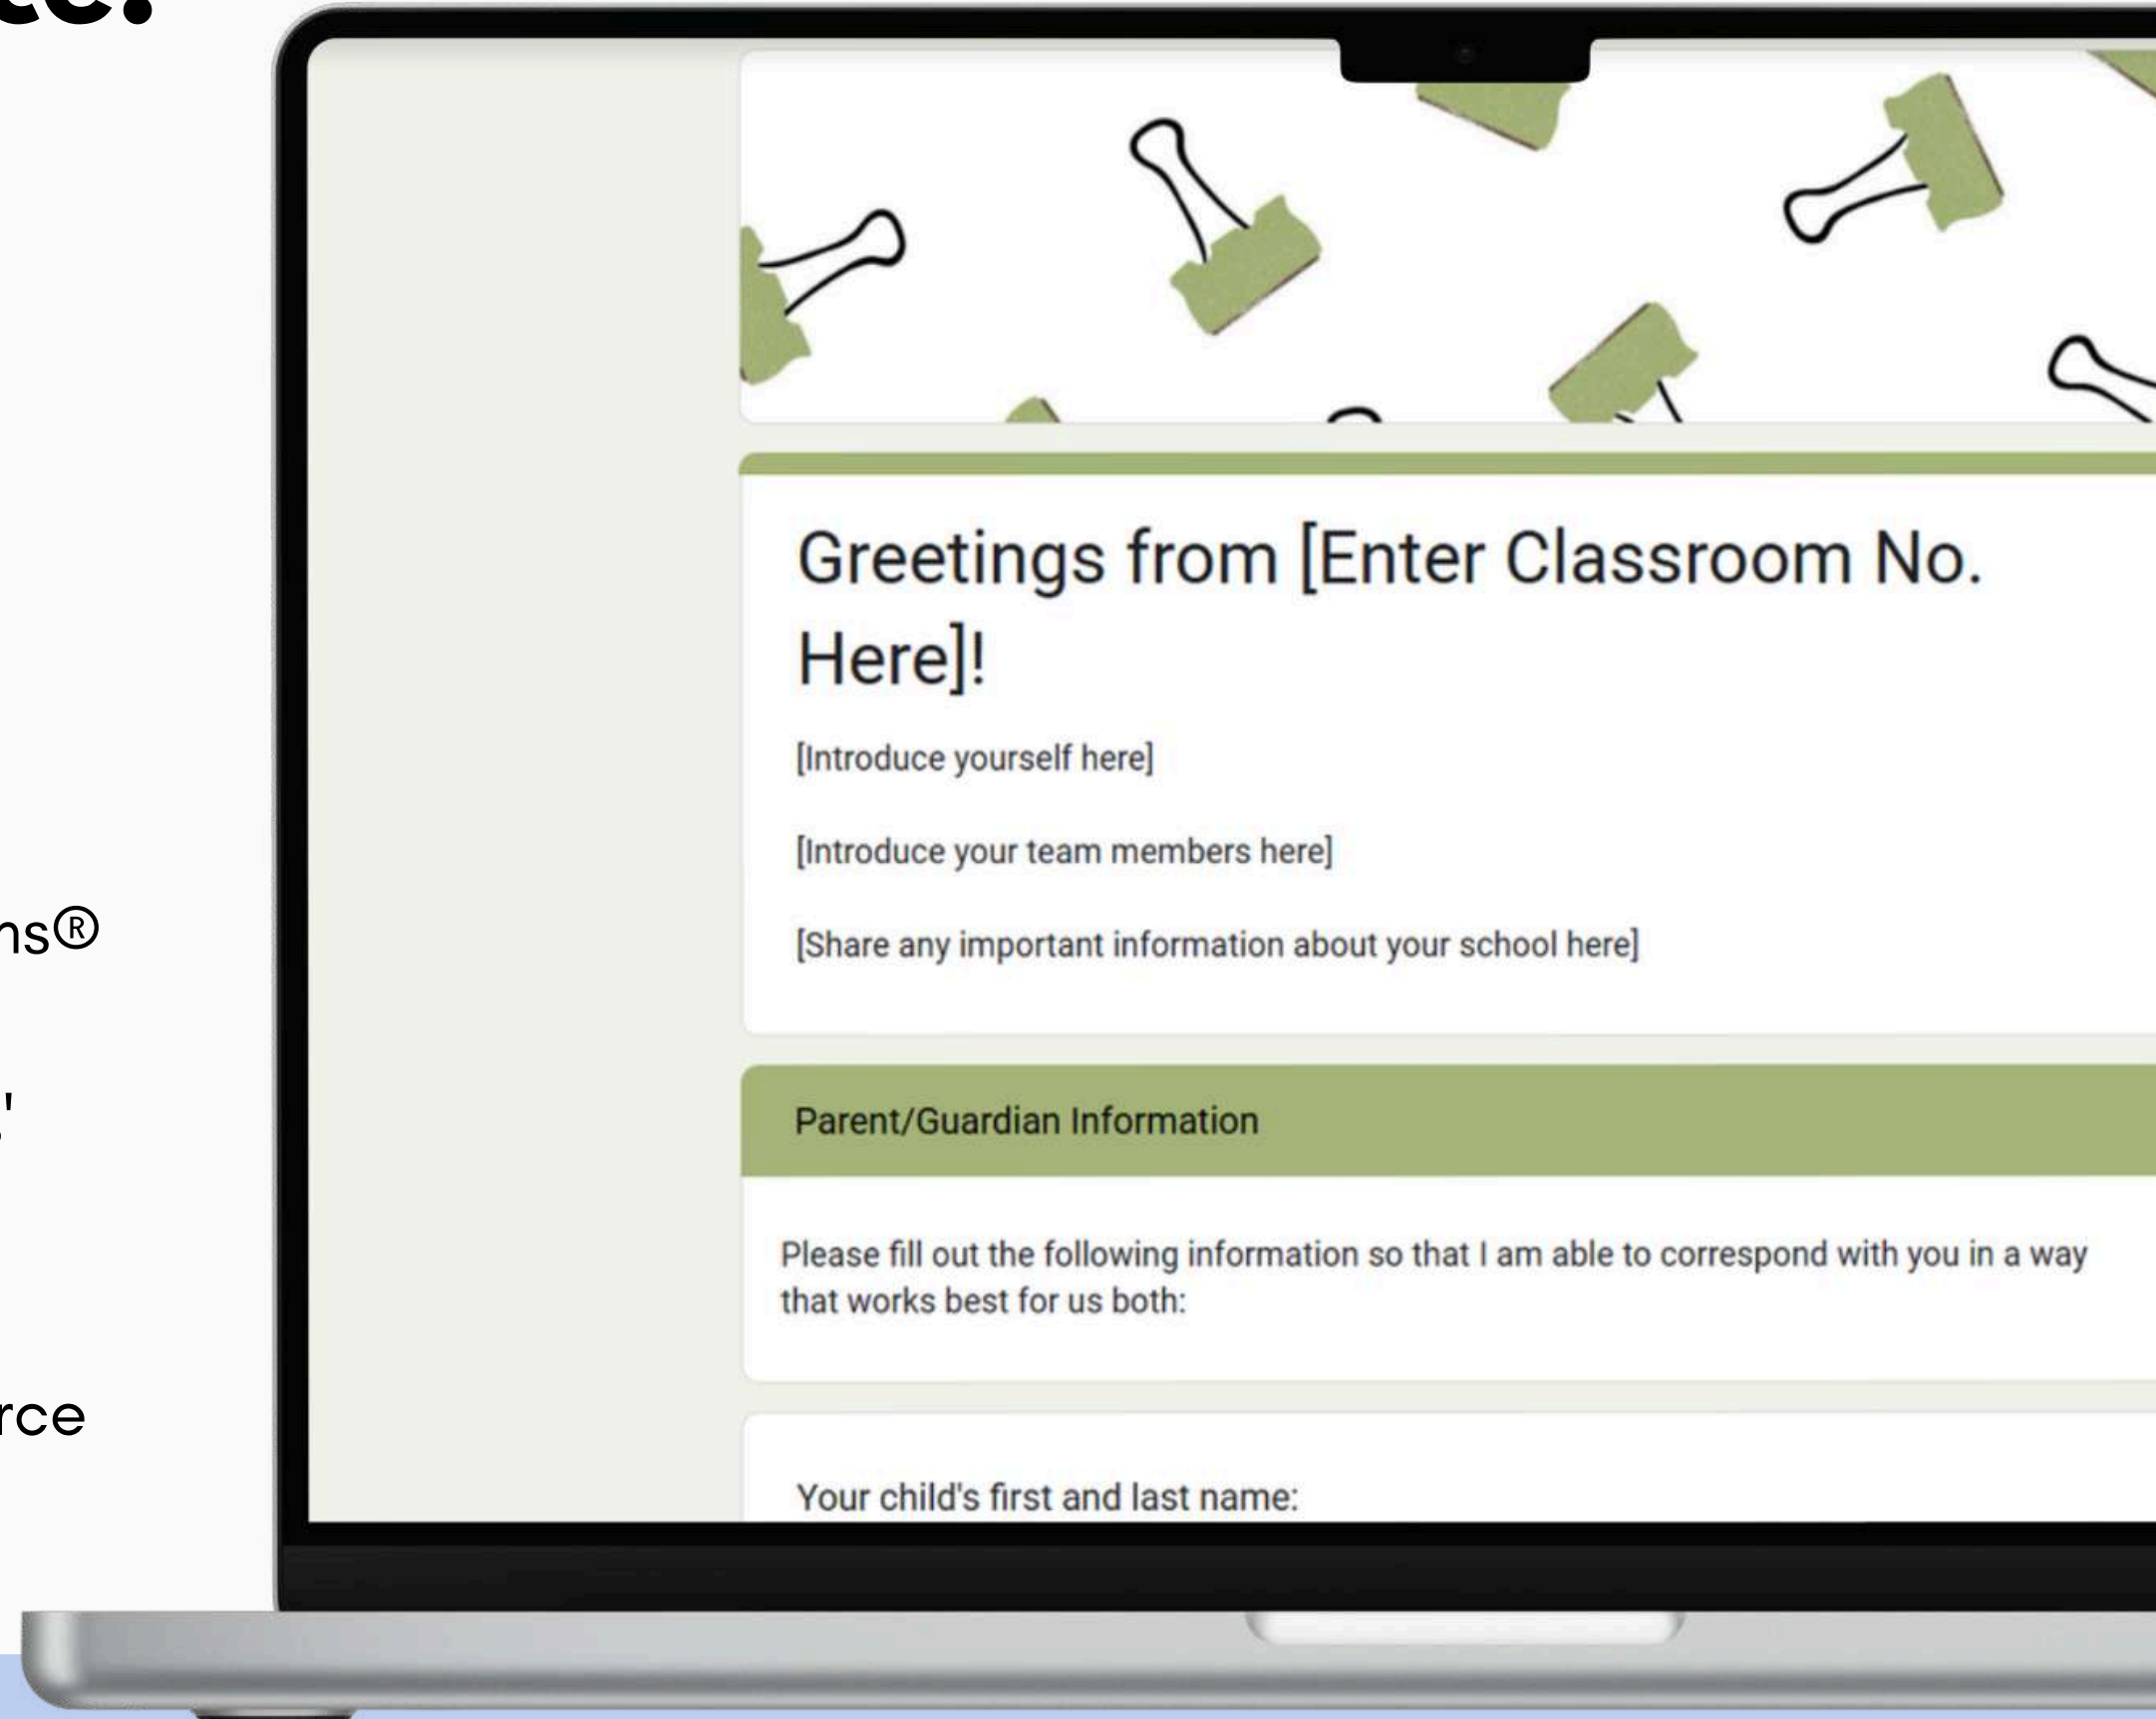 Greetings from [Enter Classroom No.
Here]!
[Introduce yourself here]
[Introduce your team members here]
[Share any important information about your school here]
Parent/Guardian Information
Please fill out the following information so that I am able to correspond with you in a way
that works best for us both:
Your child's first and last name: